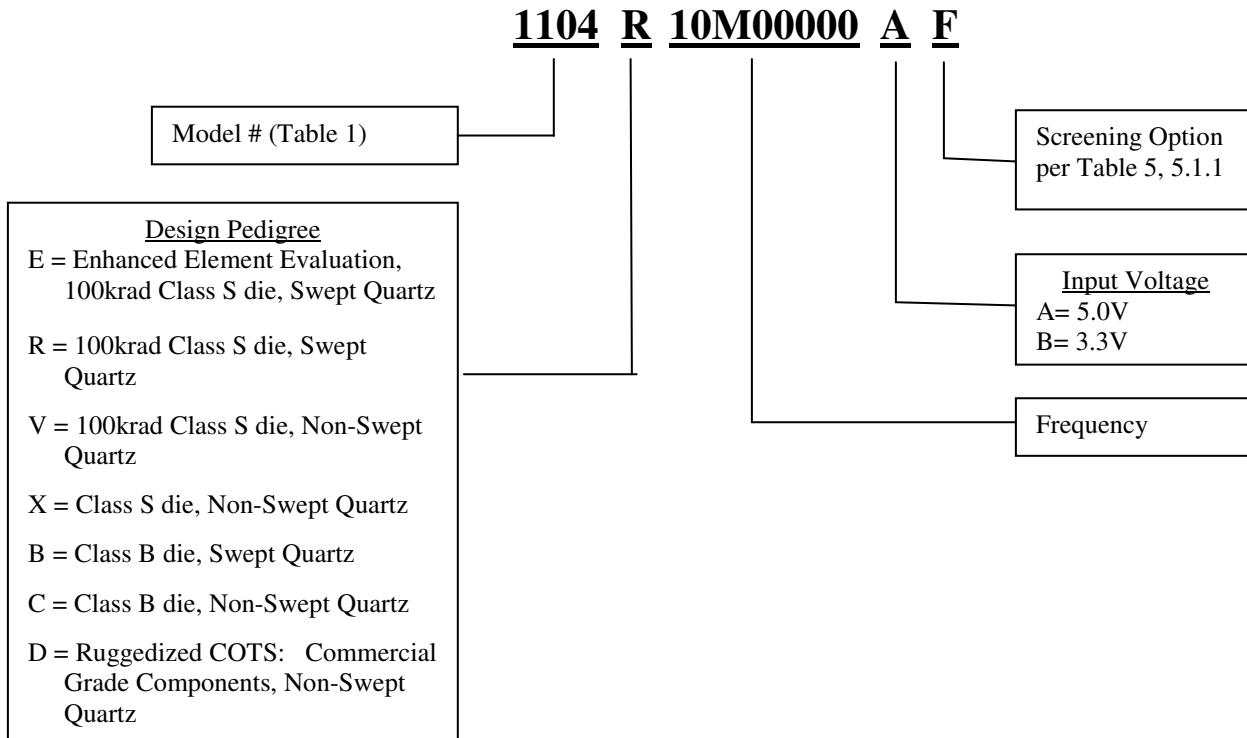 1104 R 10M00000 A F
Model # (Table 1)
Screening Option
per Table 5, 5.1.1
Design Pedigree
E = Enhanced Element Evaluation,
100krad Class S die, Swept Quartz
R = 100krad Class S die, Swept
Quartz
V = 100krad Class S die, Non-Swept
Quartz
X = Class S die, Non-Swept Quartz
B = Class B die, Swept Quartz
C = Class B die, Non-Swept Quartz
D = Ruggedized COTS: Commercial
Grade Components, Non-Swept
Quartz
Input Voltage
A= 5.0V
B= 3.3V
Frequency